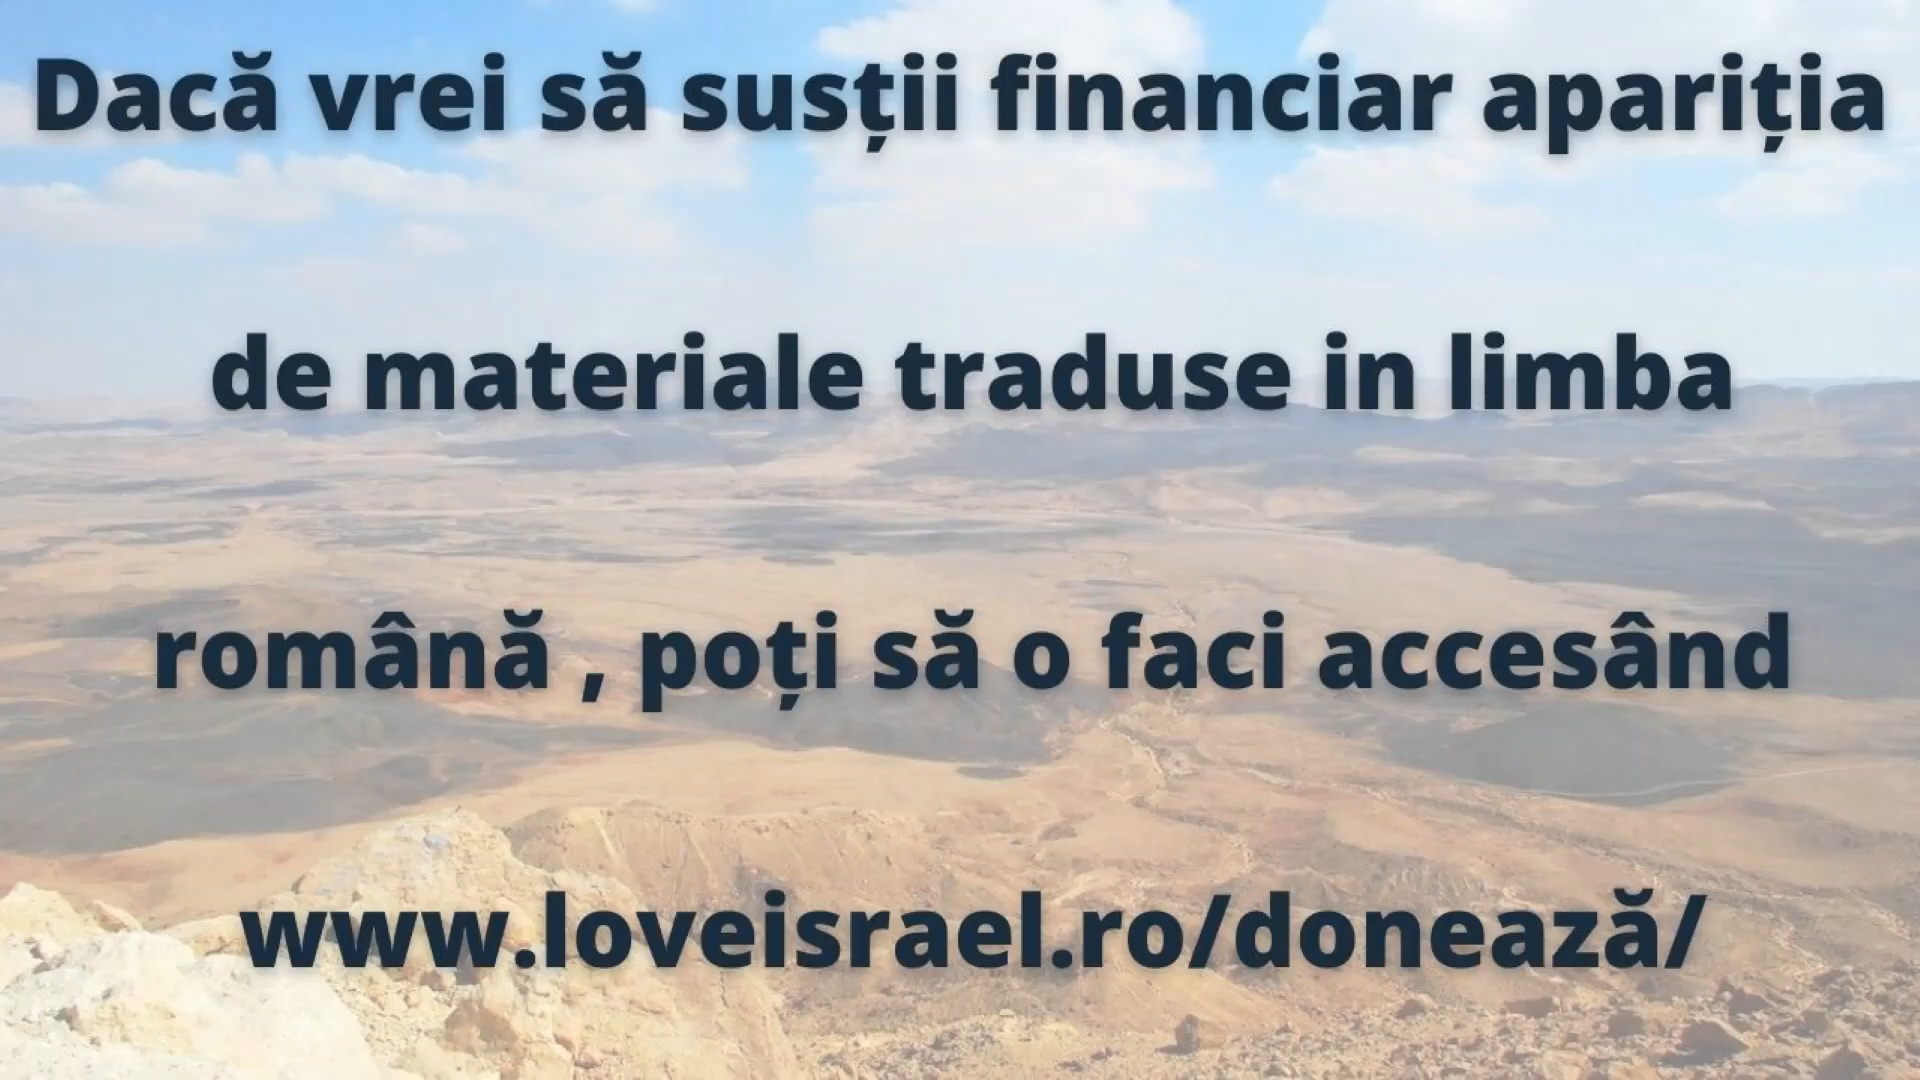 Dacă vrei să susții financiar apariția
de materiale traduse in limba
română , poți să o faci accesând
www.loveisrael.ro/donează/